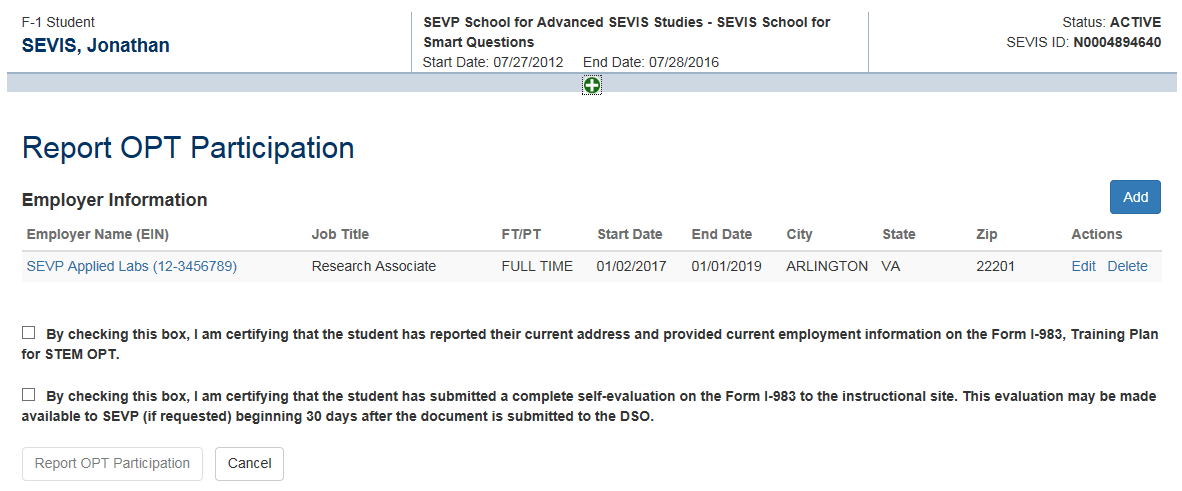 F-1 Student
SEVIS, Jonathan
SEVP School for Advanced SEVIS Studies - SEVIS School for
Smart Questions
Start Date: 07/27/2012 End Date: 07/28/2016
Status: ACTIVE
SEVIS ID: N0004894640
Report OPT Participation
Employer Information
Add
Employer Name (EIN) Job Title FT/PT Start Date End Date City State Zip Actions
SEVP Applied Labs (12-3456789) Research Associate FULL TIME 01/02/2017 01/01/2019 ARLINGTON VA 22201 Edit Delete
By checking this box, I am certifying that the student has reported their current address and provided current employment information on the Form I-983, Training Plan
for STEM OPT.
By checking this box, I am certifying that the student has submitted a complete self-evaluation on the Form I-983 to the instructional site. This evaluation may be made
available to SEVP (if requested) beginning 30 days after the document is submitted to the DSO.
Report OPT Participation Cancel